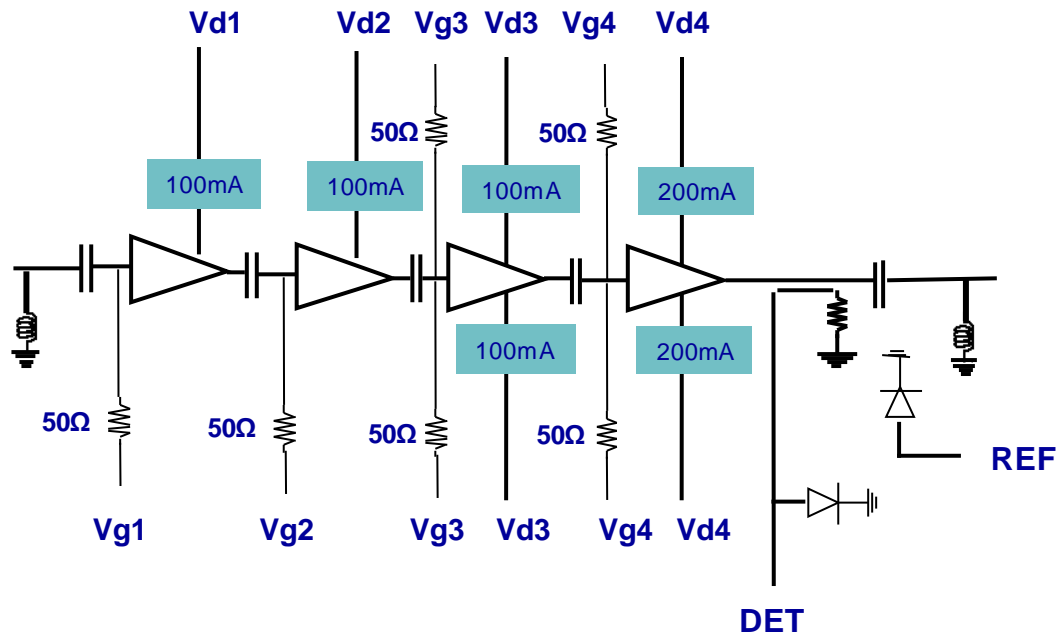 Vd1 Vd2 Vg3 Vd3 Vg4 Vd4
50Ω 50Ω
100mA 100mA 100mA 200mA
100mA 200mA
50Ω 50Ω 50Ω 50Ω
REF
Vg1 Vg2 Vg3 Vd3 Vg4 Vd4
DET